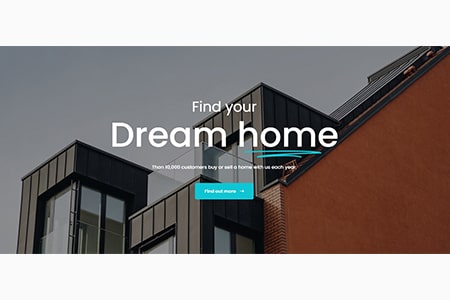 Find your
Dream home
Than 10,000 customers buy or sell a home with us each year.
Find out more →